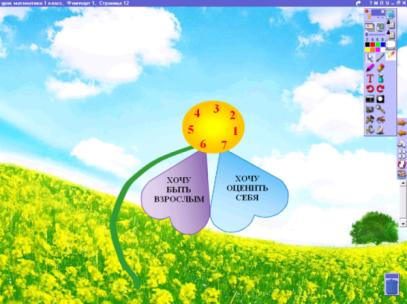 урок математики 1 класс, Флипчарт 1, Страница 12
4 3 2
5 1
6 7
ХОЧУ
БЫТЬ
ВЗРОСЛЫМ
ХОЧУ
ОЦЕНИТЬ
СЕБЯ